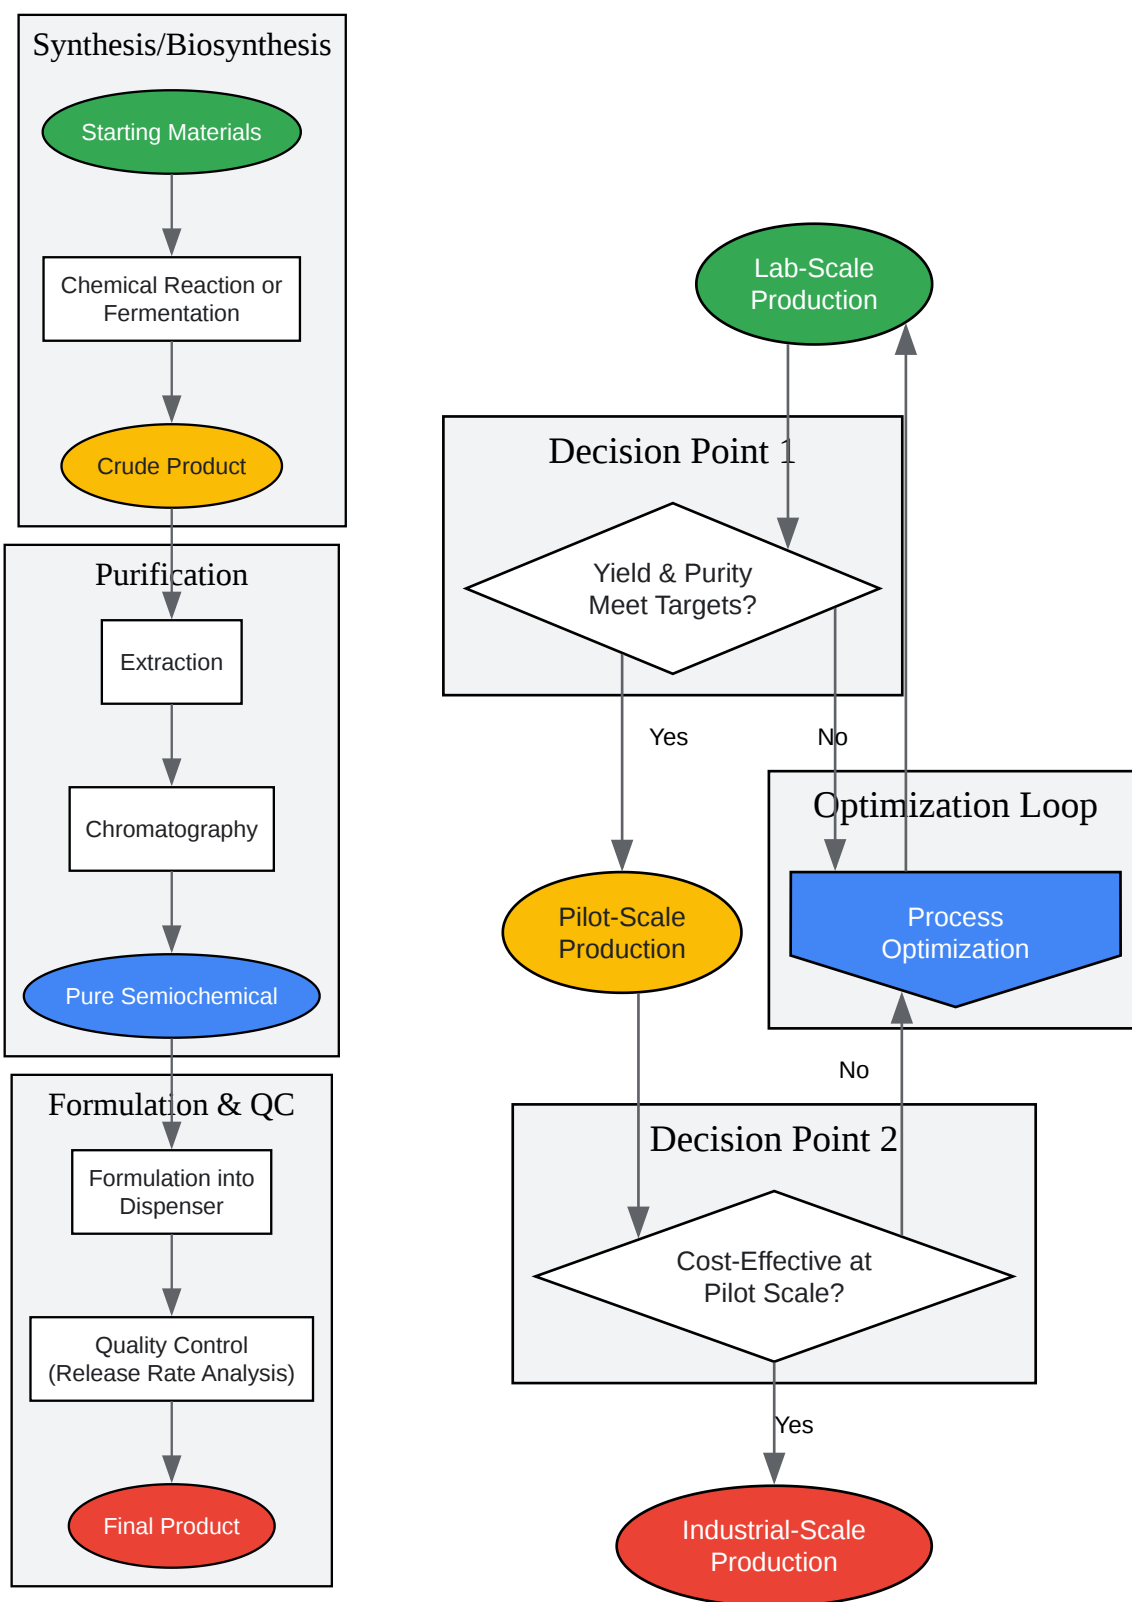 Synthesis/Biosynthesis
Starting Materials
Chemical Reaction or
Fermentation
Crude Product
Purification
Extraction
Chromatography
Pure Semiochemical
Formulation & QC
Formulation into
Dispenser
Quality Control
(Release Rate Analysis)
Final Product
Lab-Scale
Production
Decision Point 1
Yield & Purity
Meet Targets?
Yes
No
Optimization Loop
Process
Optimization
Pilot-Scale
Production
No
Decision Point 2
Cost-Effective at
Pilot Scale?
Yes
Industrial-Scale
Production